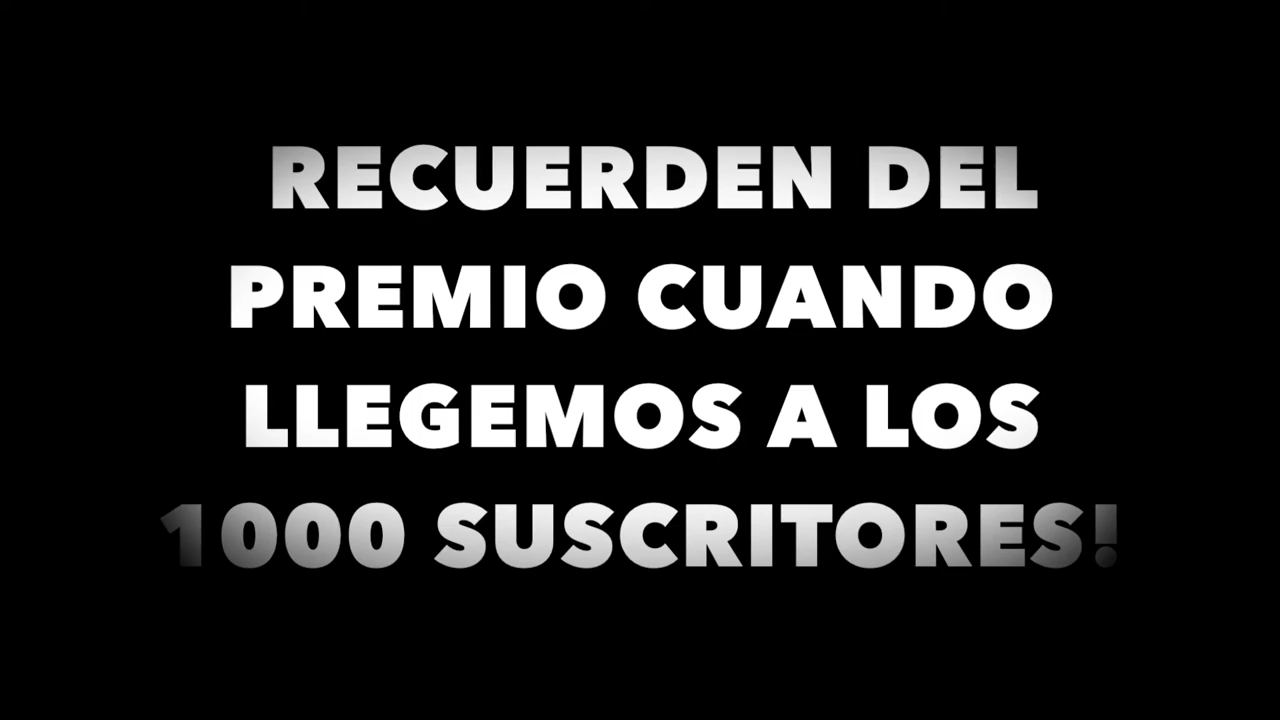 RECUERDEN DEL
PREMIO CUANDO
LLEGEMOS A LOS
1000 SUSCRITORES!